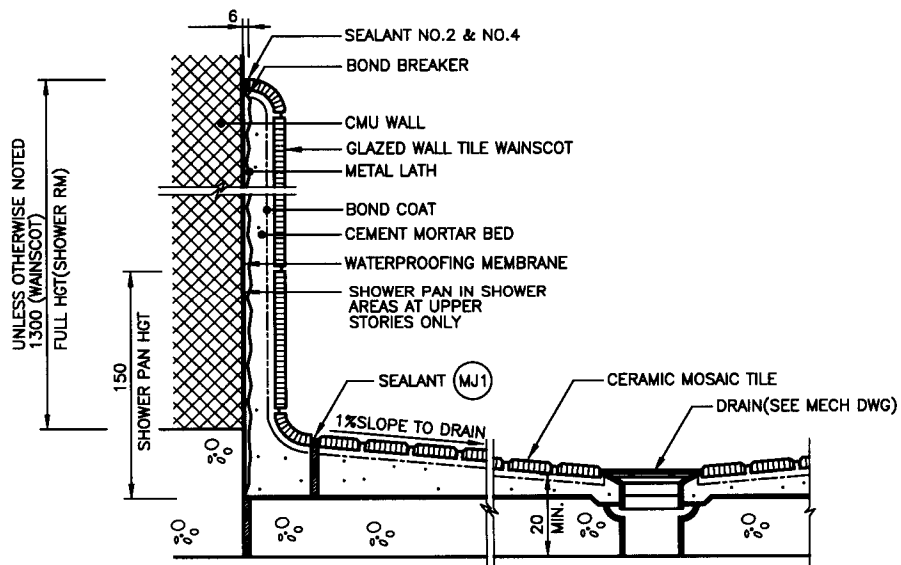 6
SEALANT NO.2 & NO.4
BOND BREAKER
CMU WALL
GLAZED WALL TILE WAINSCOT
METAL LATH
BOND COAT
CEMENT MORTAR BED
WATERPROOFING MEMBRANE
SHOWER PAN IN SHOWER
AREAS AT UPPER
STORIES ONLY
UNLESS OTHERWISE NOTED
1300 (WAINSCOT)
FULL HGT(SHOWER RM)
150
SHOWER PAN HGT
SEALANT MJ1
1%SLOPE TO DRAIN
CERAMIC MOSAIC TILE
DRAIN(SEE MECH DWG)
20
MIN.